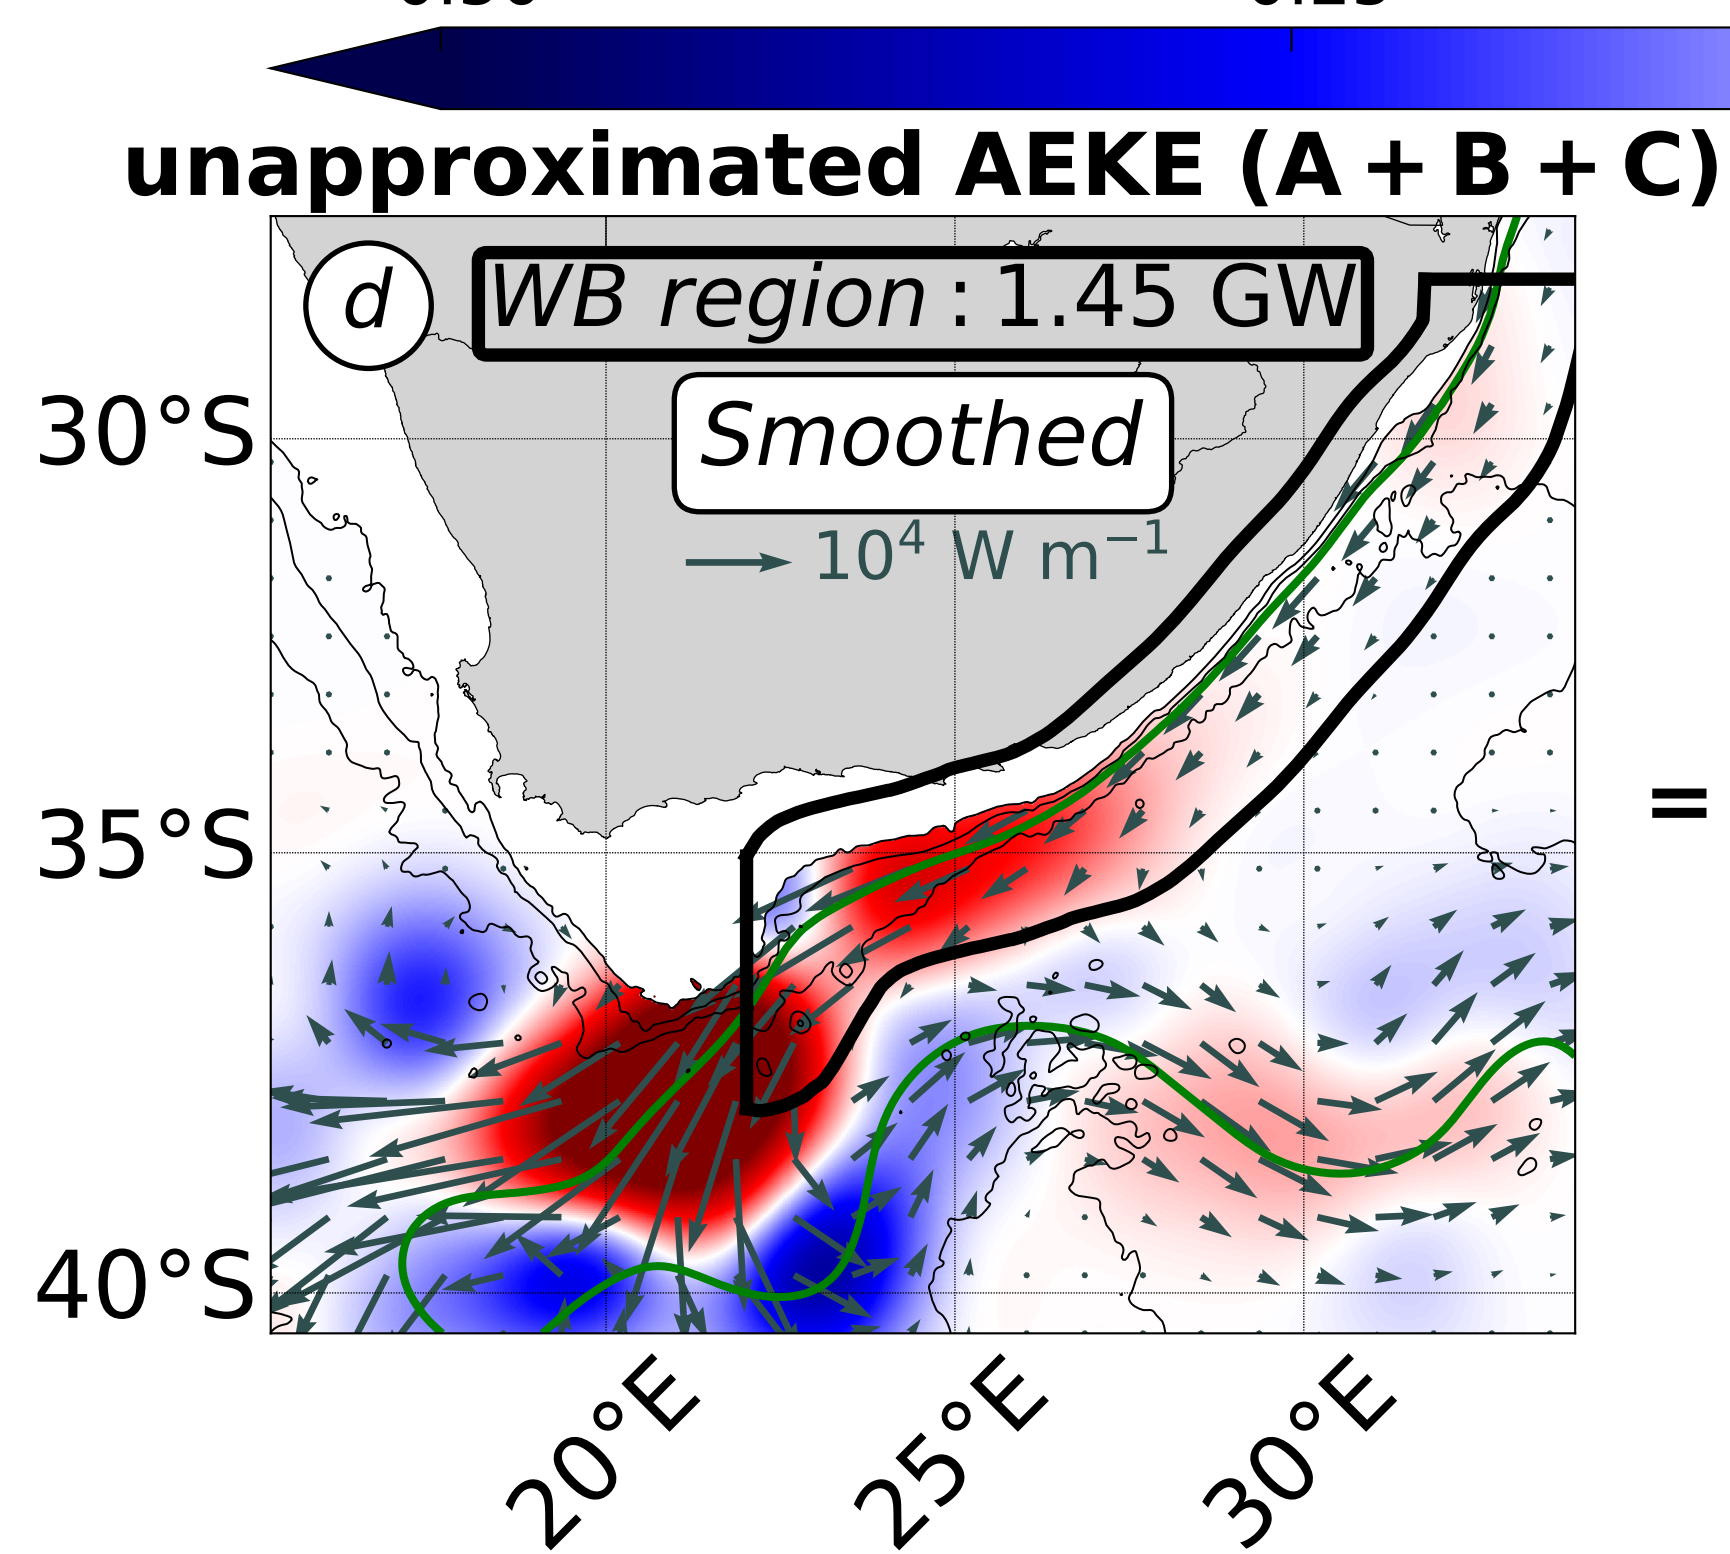 unapproximated AEKE (A + B + C)
d
WB region : 1.45 GW
Smoothed
10⁴ W m⁻¹
30°S
35°S
=
40°S
20°E
25°E
30°E